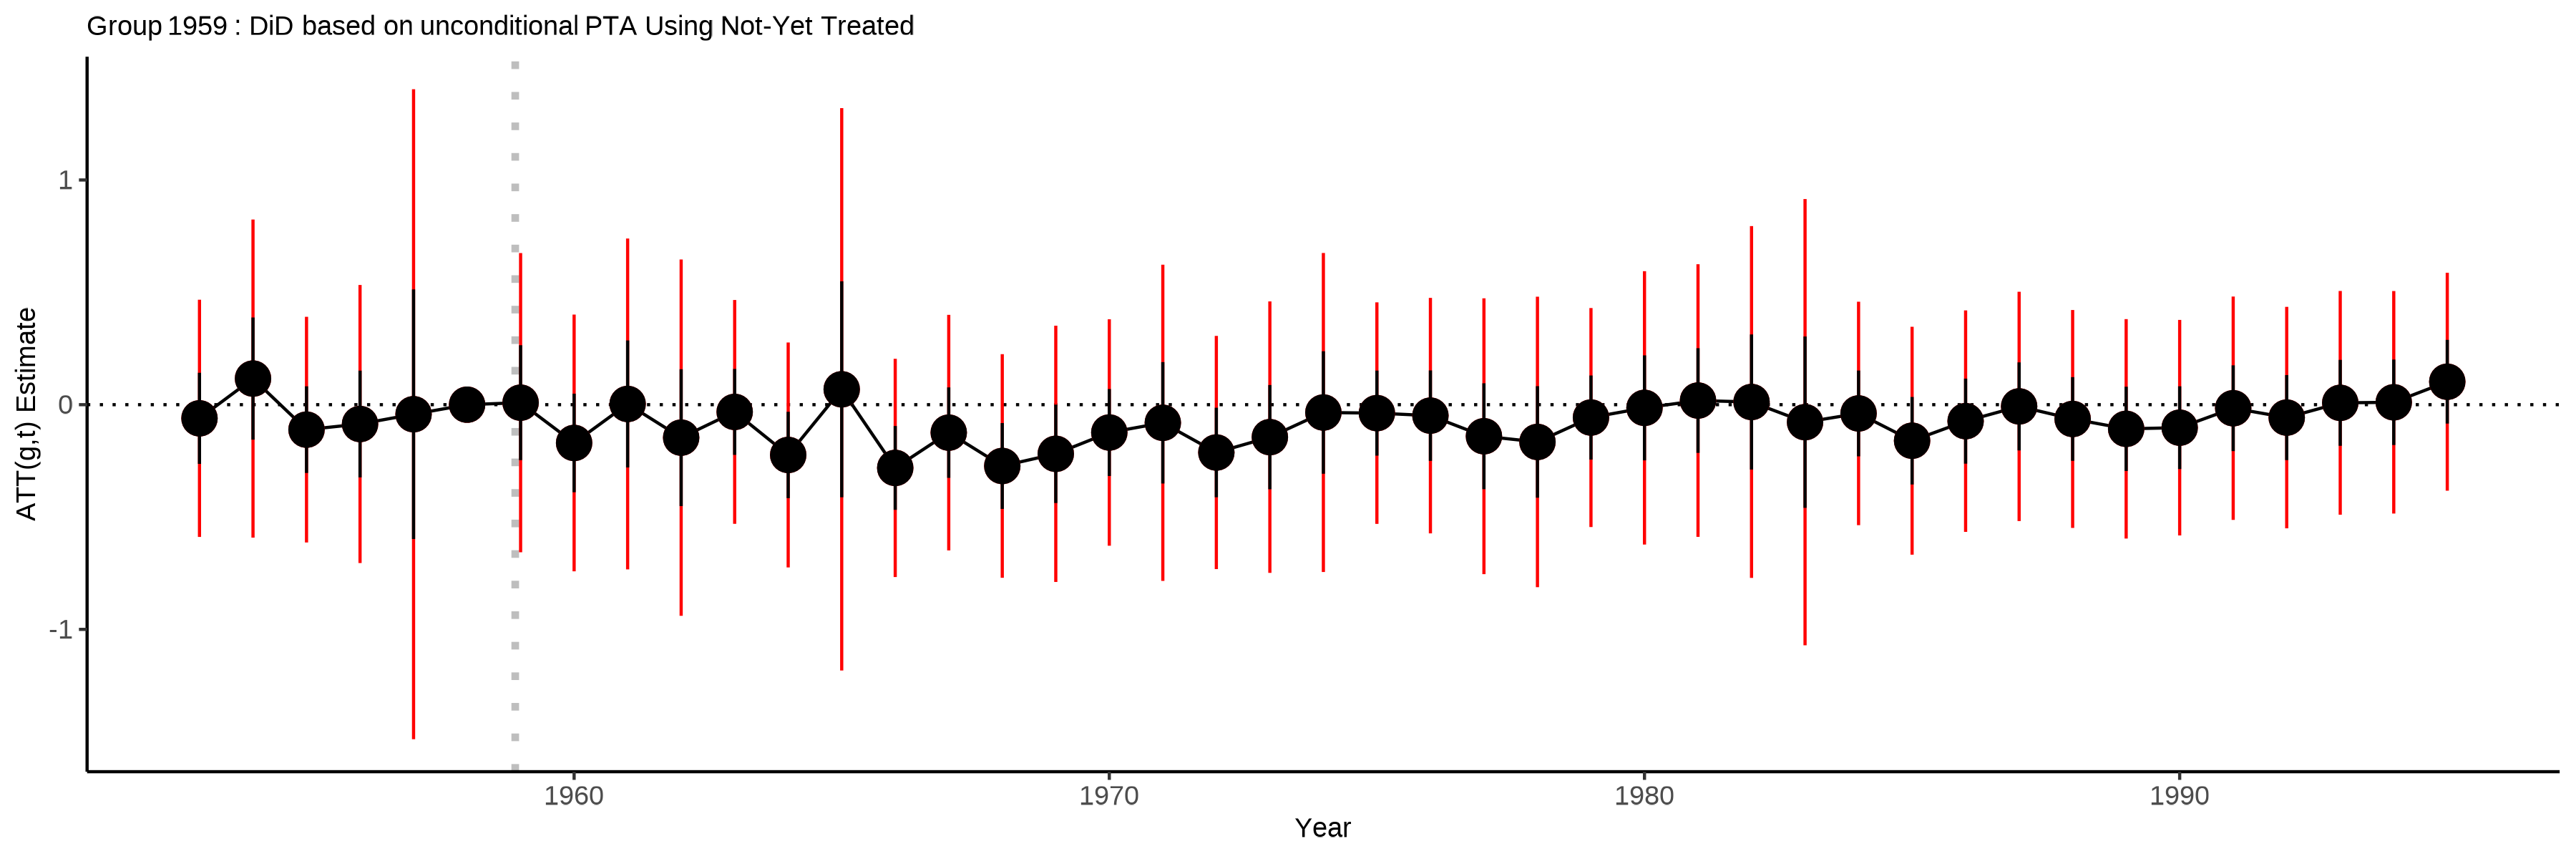 Group 1959 : DiD based on unconditional PTA Using Not-Yet Treated
ATT(g,t) Estimate
1
0
-1
1960 1970 1980 1990
Year